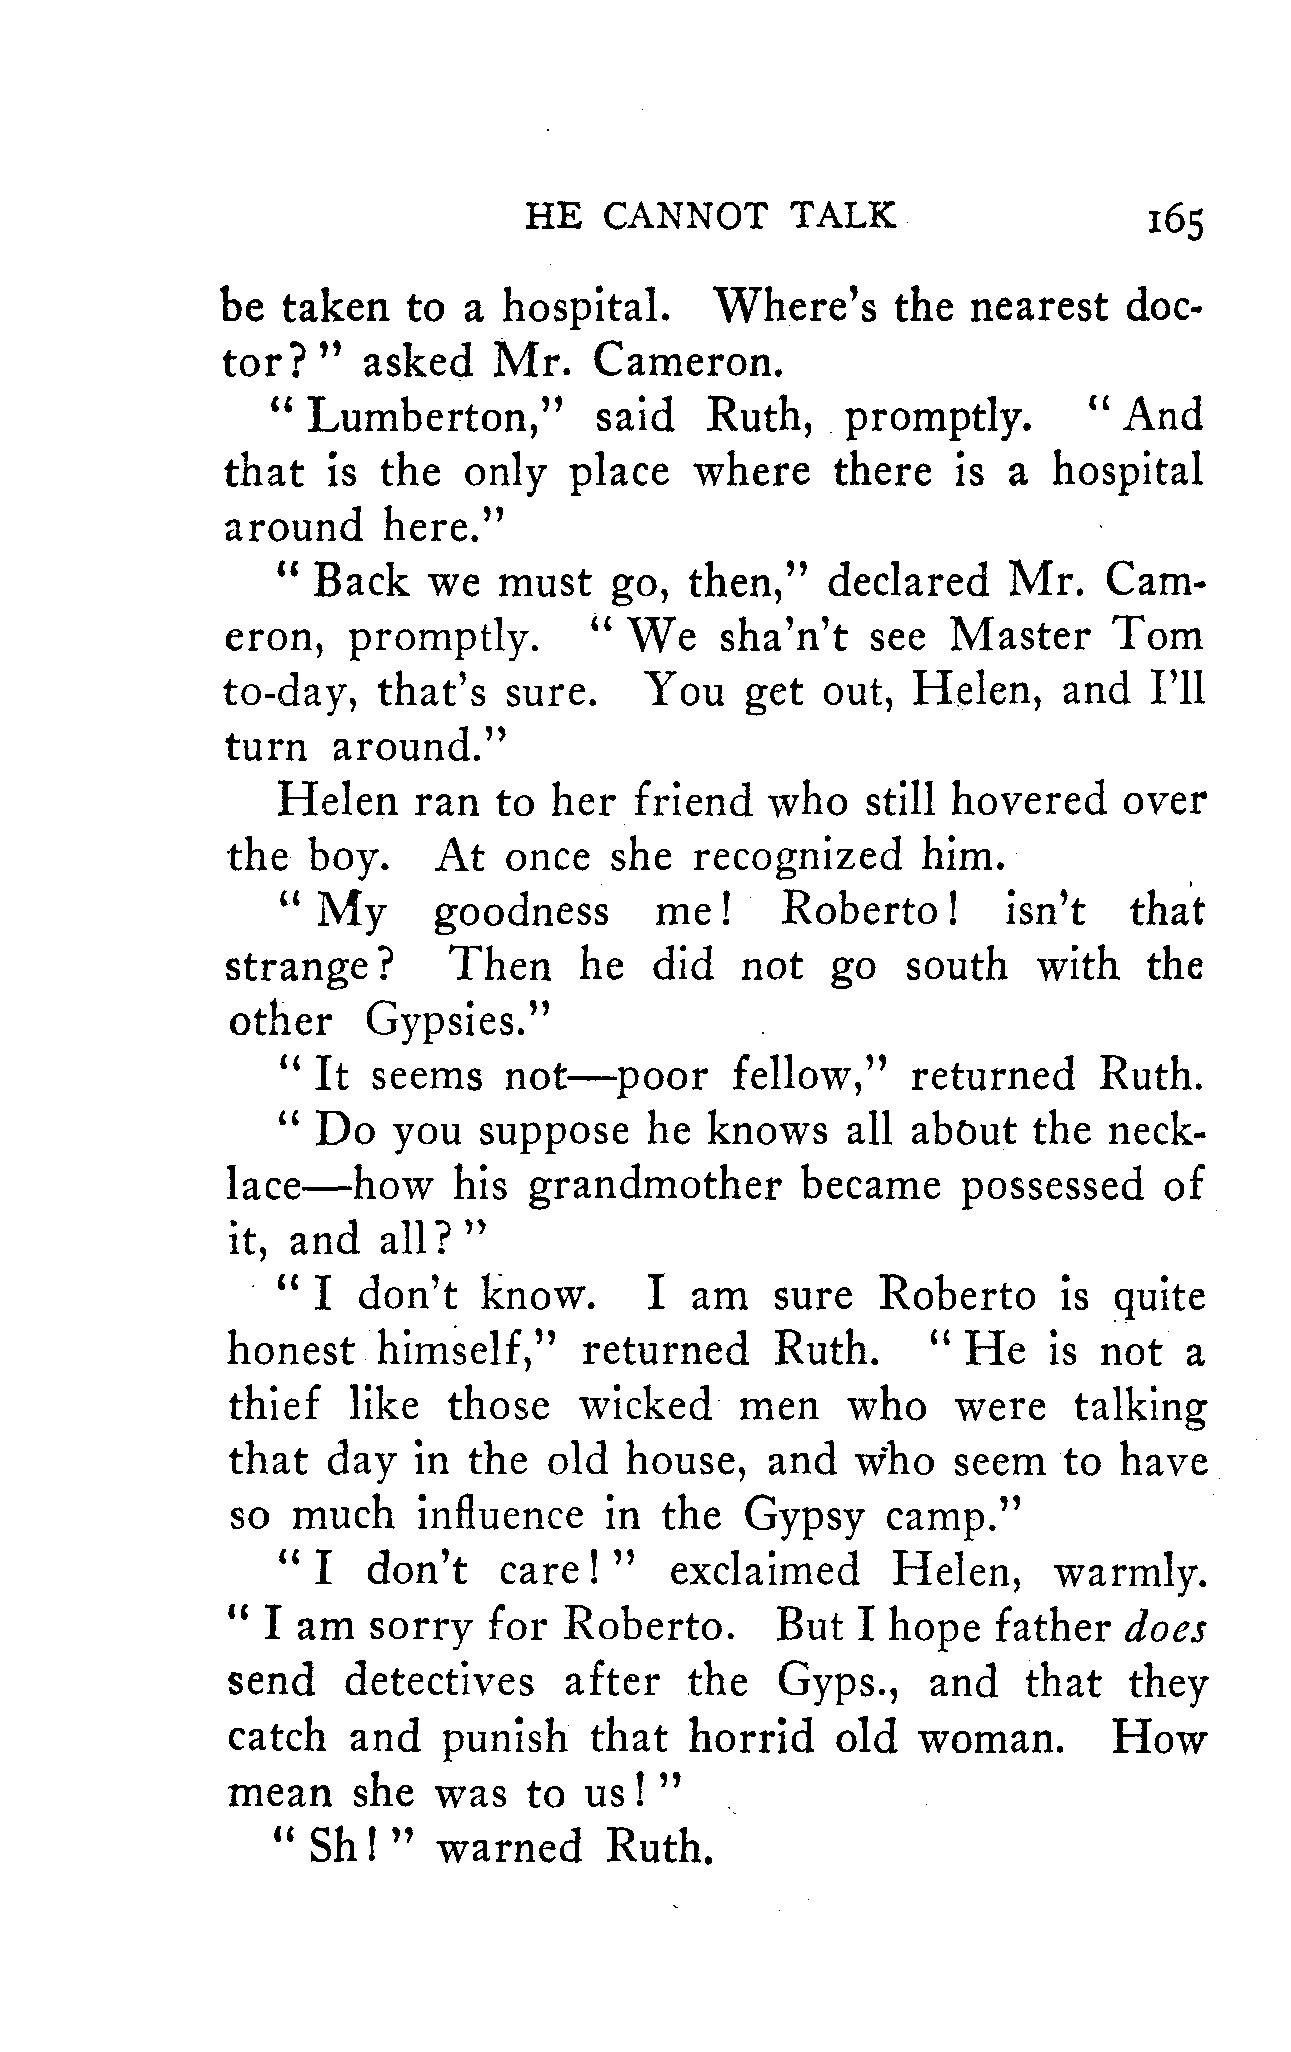 HE CANNOT TALK 165
be taken to a hospital. Where's the nearest doc-
tor?" asked Mr. Cameron.
"Lumberton," said Ruth, promptly. "And
that is the only place where there is a hospital
around here."
"Back we must go, then," declared Mr. Cam-
eron, promptly. "We sha'n't see Master Tom
to-day, that's sure. You get out, Helen, and I'll
turn around."
Helen ran to her friend who still hovered over
the boy. At once she recognized him.
"My goodness me! Roberto! isn't that
strange? Then he did not go south with the
other Gypsies."
"It seems not—poor fellow," returned Ruth.
"Do you suppose he knows all about the neck-
lace—how his grandmother became possessed of
it, and all?"
"I don't know. I am sure Roberto is quite
honest himself," returned Ruth. "He is not a
thief like those wicked men who were talking
that day in the old house, and who seem to have
so much influence in the Gypsy camp."
"I don't care!" exclaimed Helen, warmly.
"I am sorry for Roberto. But I hope father does
send detectives after the Gyps., and that they
catch and punish that horrid old woman. How
mean she was to us!"
"Sh!" warned Ruth.